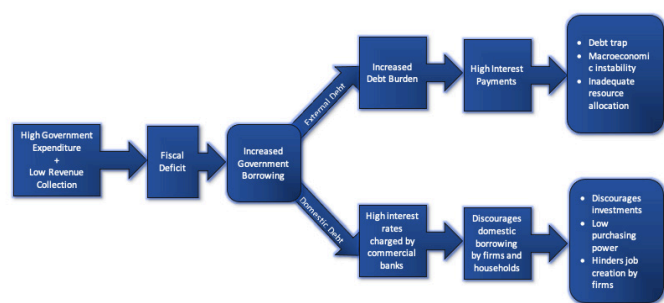 High Government
Expenditure
+
Low Revenue
Collection
Fiscal
Deficit
Increased
Government
Borrowing
External Debt
Increased
Debt Burden
High Interest
Payments
• Debt trap
• Macroeconomi
c instability
• Inadequate
resource
allocation
Domestic Debt
High interest
rates
charged by
commercial
banks
Discourages
domestic
borrowing
by firms and
households
• Discourages
investments
• Low
purchasing
power
• Hinders job
creation by
firms